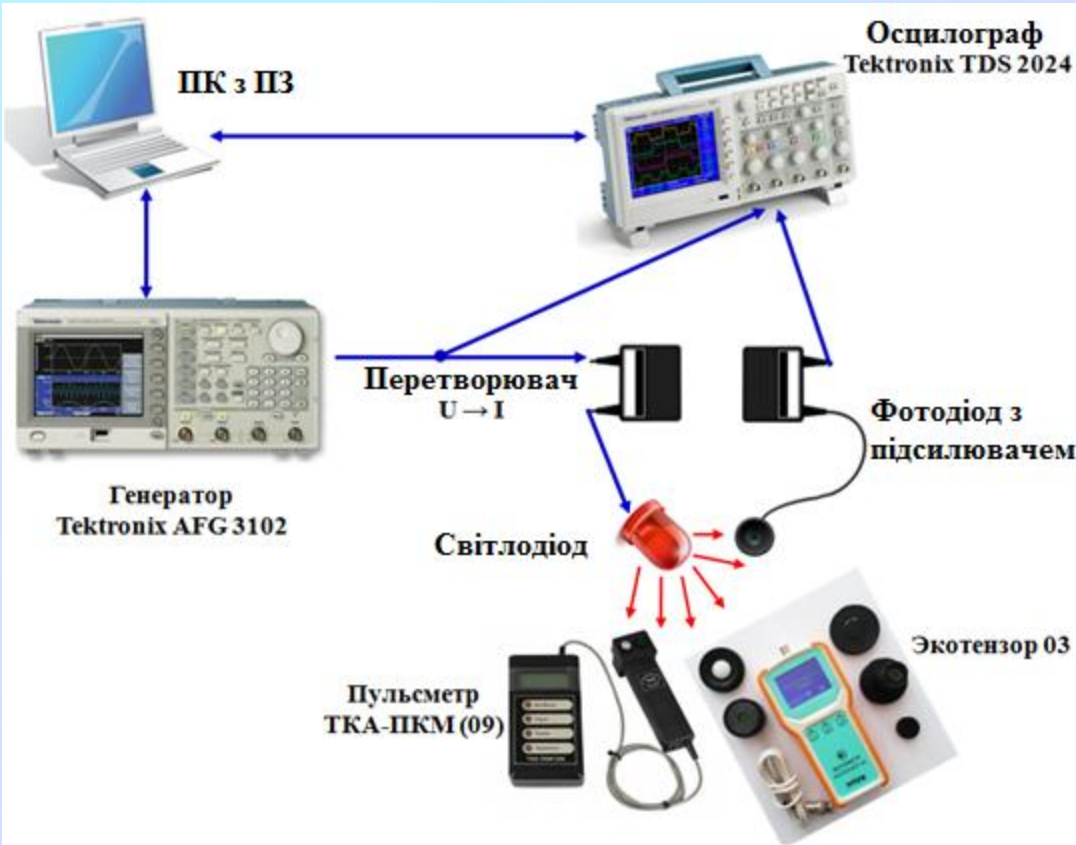 Осцилограф
Tektronix TDS 2024
ПК з ПЗ
Перетворювач
U → I
Фотодіод з
підсилювачем
Генератор
Tektronix AFG 3102
Світлодіод
Экотензор 03
Пульсметр
ТКА-ПКМ (09)